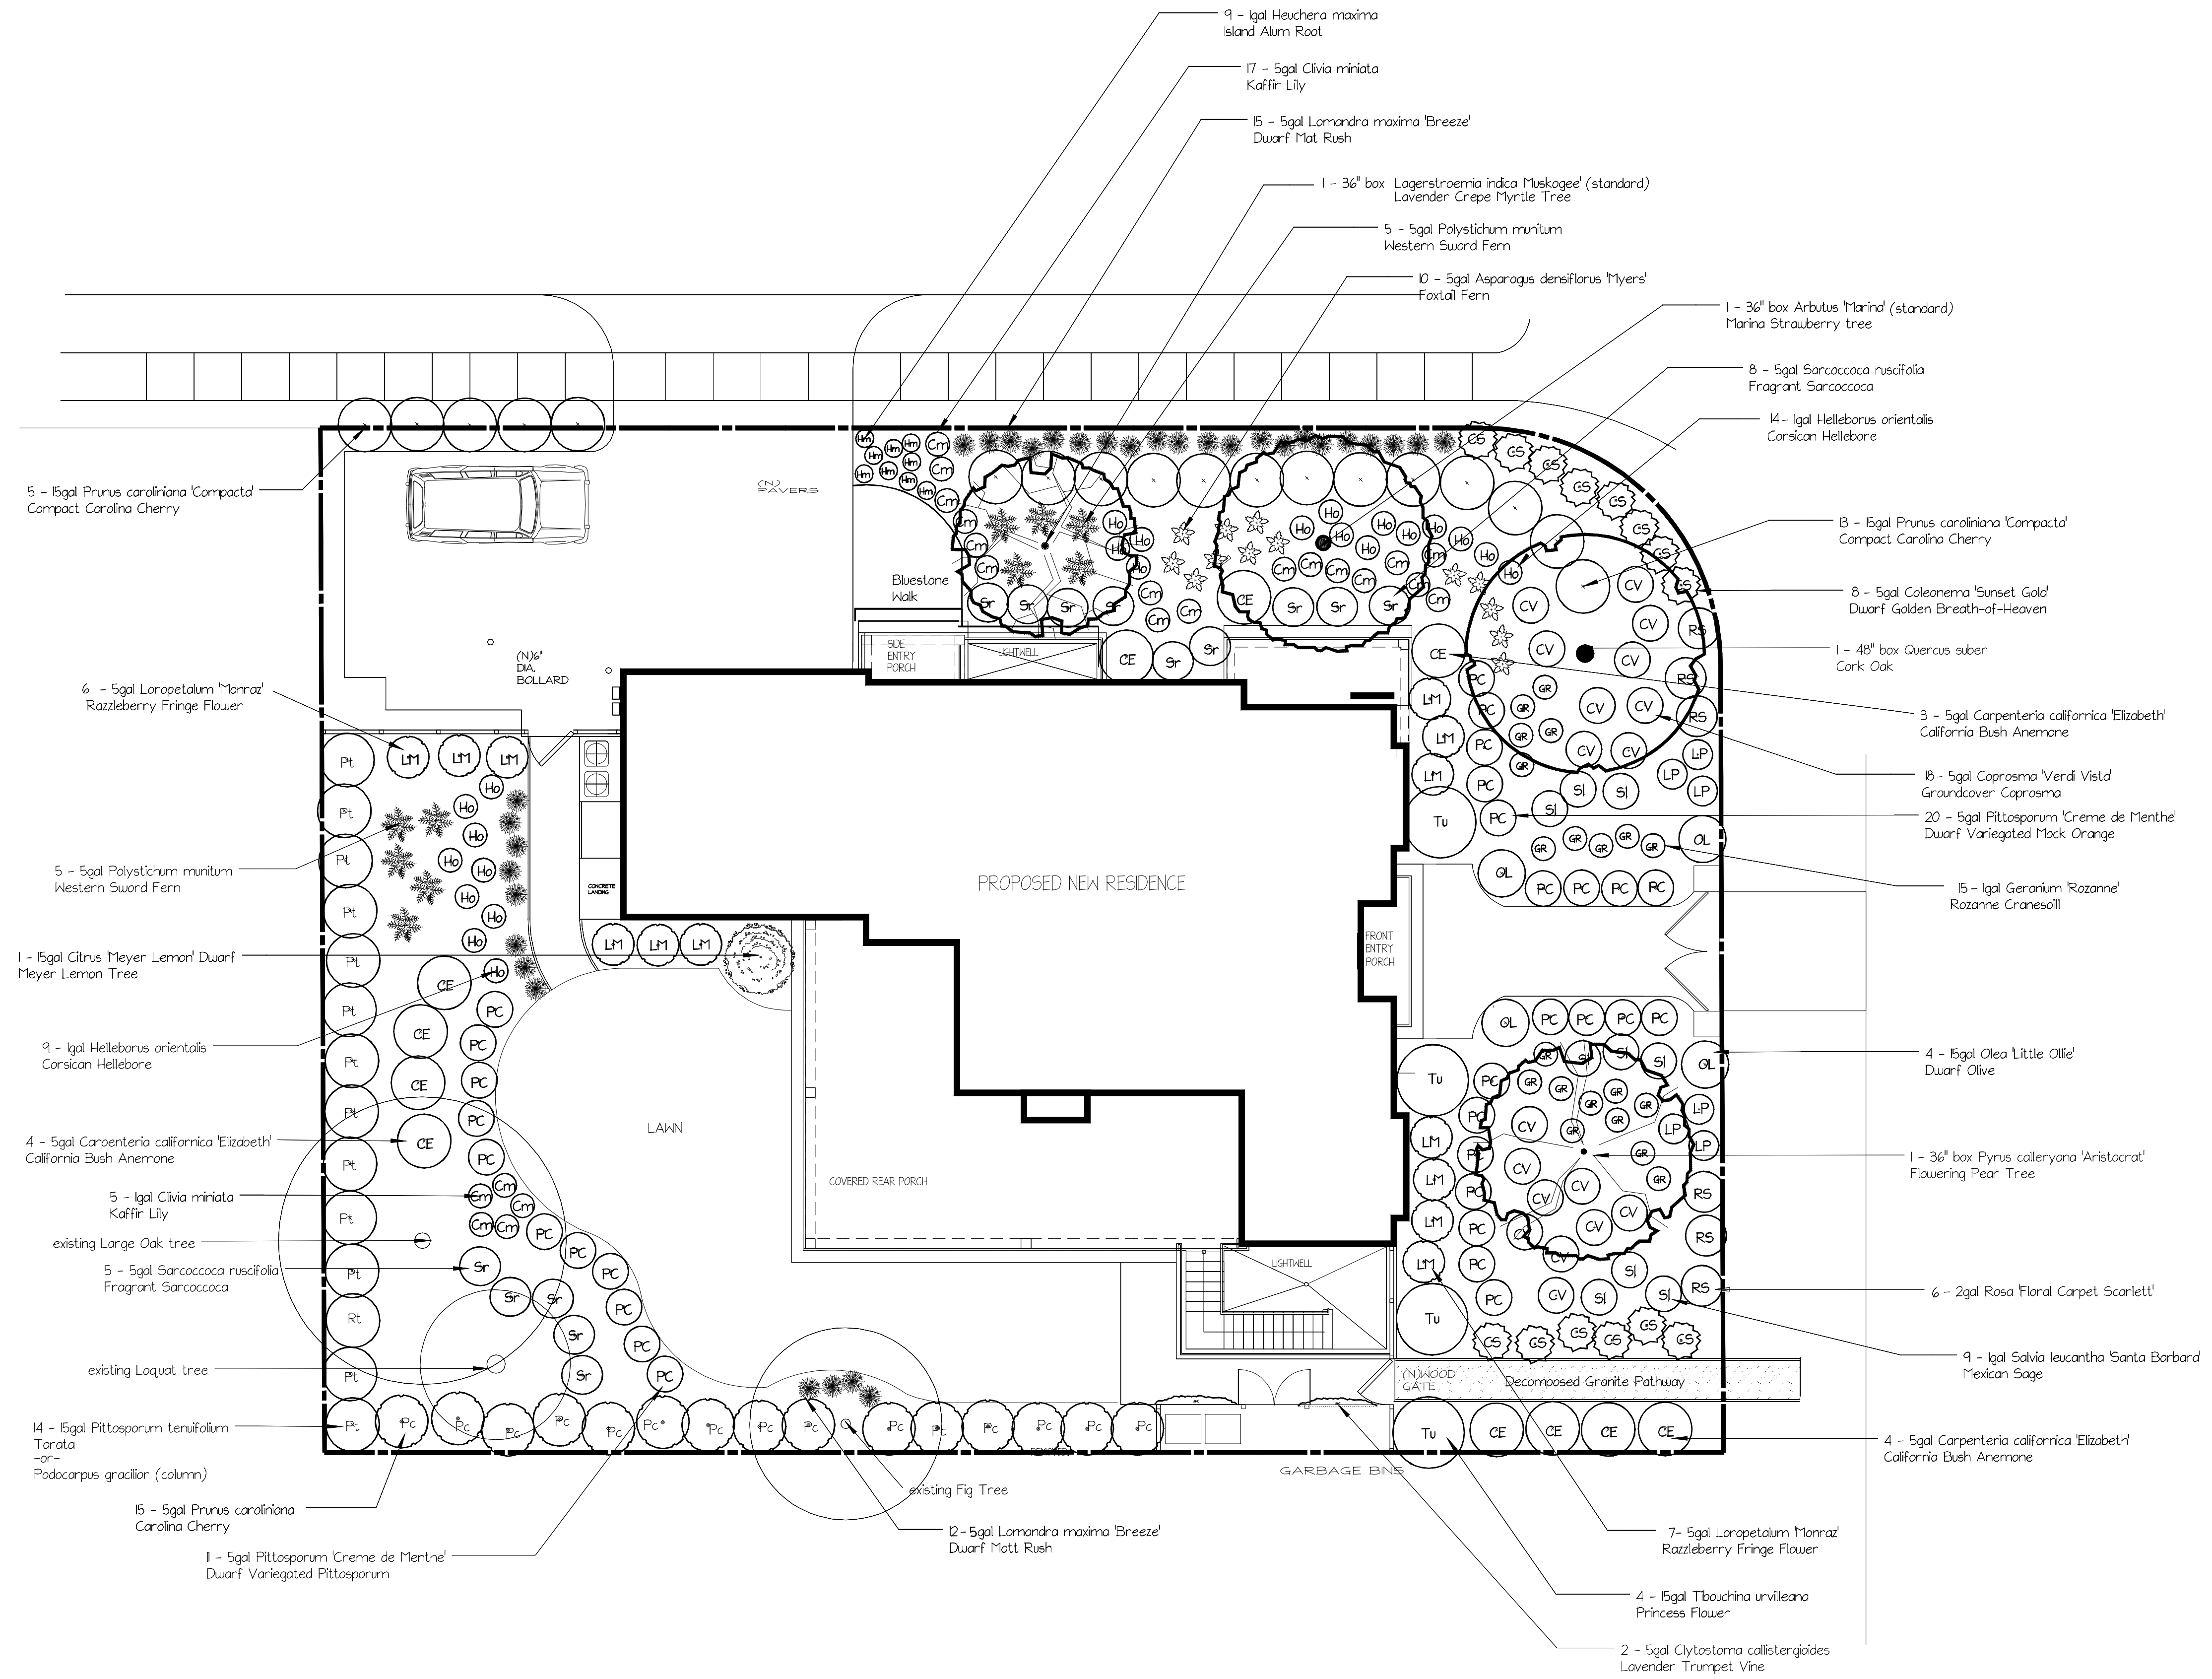 9 - 1gal Heuchera maxima
Island Alum Root
17 - 5gal Clivia miniata
Kaffir Lily
15 - 5gal Lomandra maxima 'Breeze'
Dwarf Mat Rush
1 - 36" box Lagerstroemia indica 'Muskogee' (standard)
Lavender Crepe Myrtle Tree
5 - 5gal Polystichum munitum
Western Sword Fern
10 - 5gal Asparagus densiflorus 'Myers'
Foxtail Fern
1 - 36" box Arbutus 'Marina' (standard)
Marina Strawberry tree
8 - 5gal Sarcoccoca ruscifolia
Fragrant Sarcoccoca
14- 1gal Helleborus orientalis
Corsican Hellebore
13 - 15gal Prunus caroliniana 'Compacta'
Compact Carolina Cherry
8 - 5gal Coleonema 'Sunset Gold'
Dwarf Golden Breath-of-Heaven
1 - 48" box Quercus suber
Cork Oak
3 - 5gal Carpenteria californica 'Elizabeth'
California Bush Anemone
18- 5gal Coprosma 'Verdi Vista'
Groundcover Coprosma
20 - 5gal Pittosporum 'Creme de Menthe'
Dwarf Variegated Mock Orange
15 - 1gal Geranium 'Rozanne'
Rozanne Cranesbill
4 - 15gal Olea 'Little Ollie'
Dwarf Olive
1 - 36" box Pyrus calleryana 'Aristocrat'
Flowering Pear Tree
6 - 2gal Rosa 'Floral Carpet Scarlett'
9 - 1gal Salvia leucantha 'Santa Barbara'
Mexican Sage
4 - 5gal Carpenteria californica 'Elizabeth'
California Bush Anemone
7- 5gal Loropetalum 'Monraz'
Razzleberry Fringe Flower
4 - 15gal Tibouchina urvilleana
Princess Flower
2 - 5gal Clytostoma callistergioides
Lavender Trumpet Vine
5 - 15gal Prunus caroliniana 'Compacta'
Compact Carolina Cherry
6 - 5gal Loropetalum 'Monraz'
Razzleberry Fringe Flower
5 - 5gal Polystichum munitum
Western Sword Fern
1 - 15gal Citrus 'Meyer Lemon' Dwarf
Meyer Lemon Tree
9 - 1gal Helleborus orientalis
Corsican Hellebore
4 - 5gal Carpenteria californica 'Elizabeth'
California Bush Anemone
5 - 1gal Clivia miniata
Kaffir Lily
existing Large Oak tree
5 - 5gal Sarcoccoca ruscifolia
Fragrant Sarcoccoca
existing Loquat tree
14 - 15gal Pittosporum tenuifolium
Tarata
-or-
Podocarpus gracilior (column)
15 - 5gal Prunus caroliniana
Carolina Cherry
11 - 5gal Pittosporum 'Creme de Menthe'
Dwarf Variegated Pittosporum
existing Fig Tree
12- 5gal Lomandra maxima 'Breeze'
Dwarf Matt Rush
(N)
PAVERS
Bluestone
Walk
(N)6"
DIA.
BOLLARD
SIDE
ENTRY
PORCH
LIGHTWELL
CONCRETE
LANDING
PROPOSED NEW RESIDENCE
FRONT
ENTRY
PORCH
LAWN
COVERED REAR PORCH
LIGHTWELL
(N)WOOD
GATE
Decomposed Granite Pathway
GARBAGE BINS